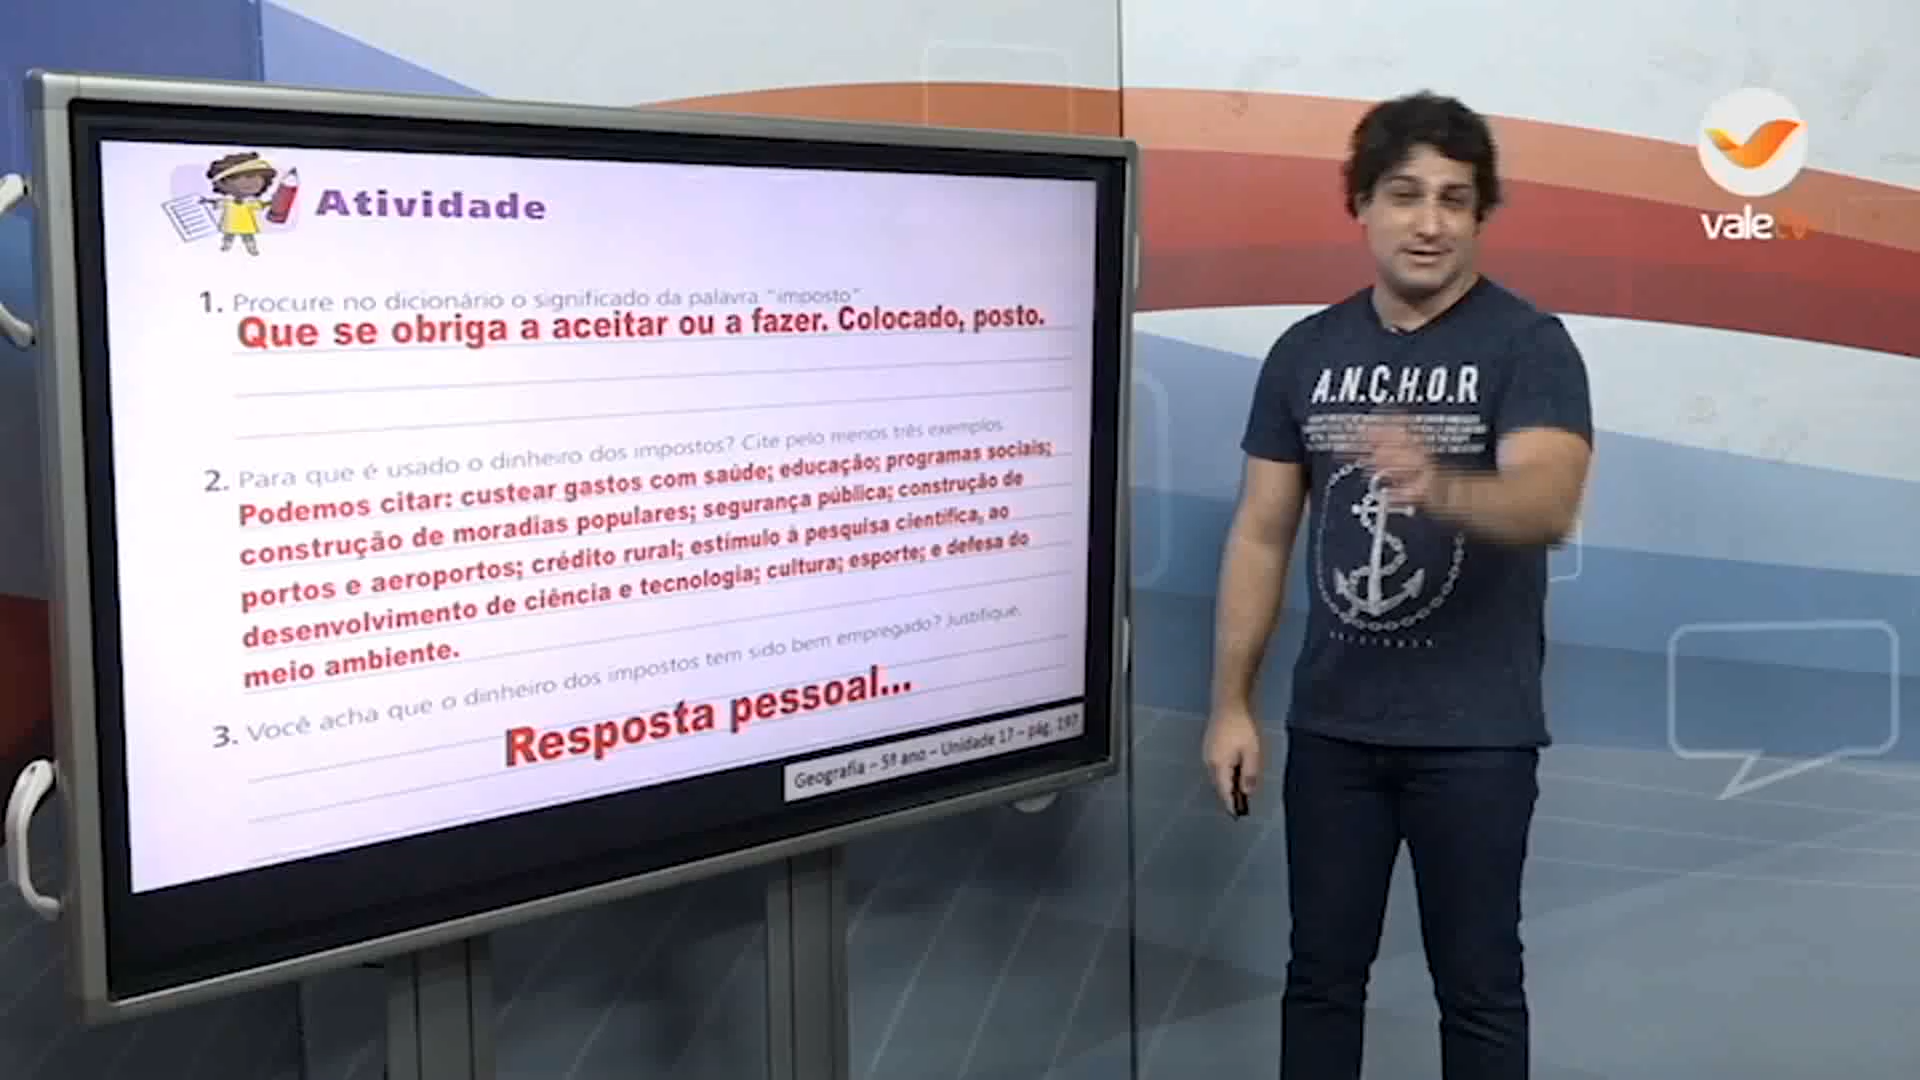 Atividade
1. Procure no dicionário o significado da palavra "imposto"
Que se obriga a aceitar ou a fazer. Colocado, posto.
2. Para que é usado o dinheiro dos impostos? Cite pelo menos três exemplos.
Podemos citar: custear gastos com saúde; educação; programas sociais;
construção de moradias populares; segurança pública; construção de
portos e aeroportos; crédito rural; estímulo à pesquisa científica, ao
desenvolvimento de ciência e tecnologia; cultura; esporte; e defesa do
meio ambiente.
3. Você acha que o dinheiro dos impostos tem sido bem empregado? Justifique.
Resposta pessoal...
Geografia – 5º ano – Unidade 17 – pág. 197
A.N.C.H.O.R
valetv